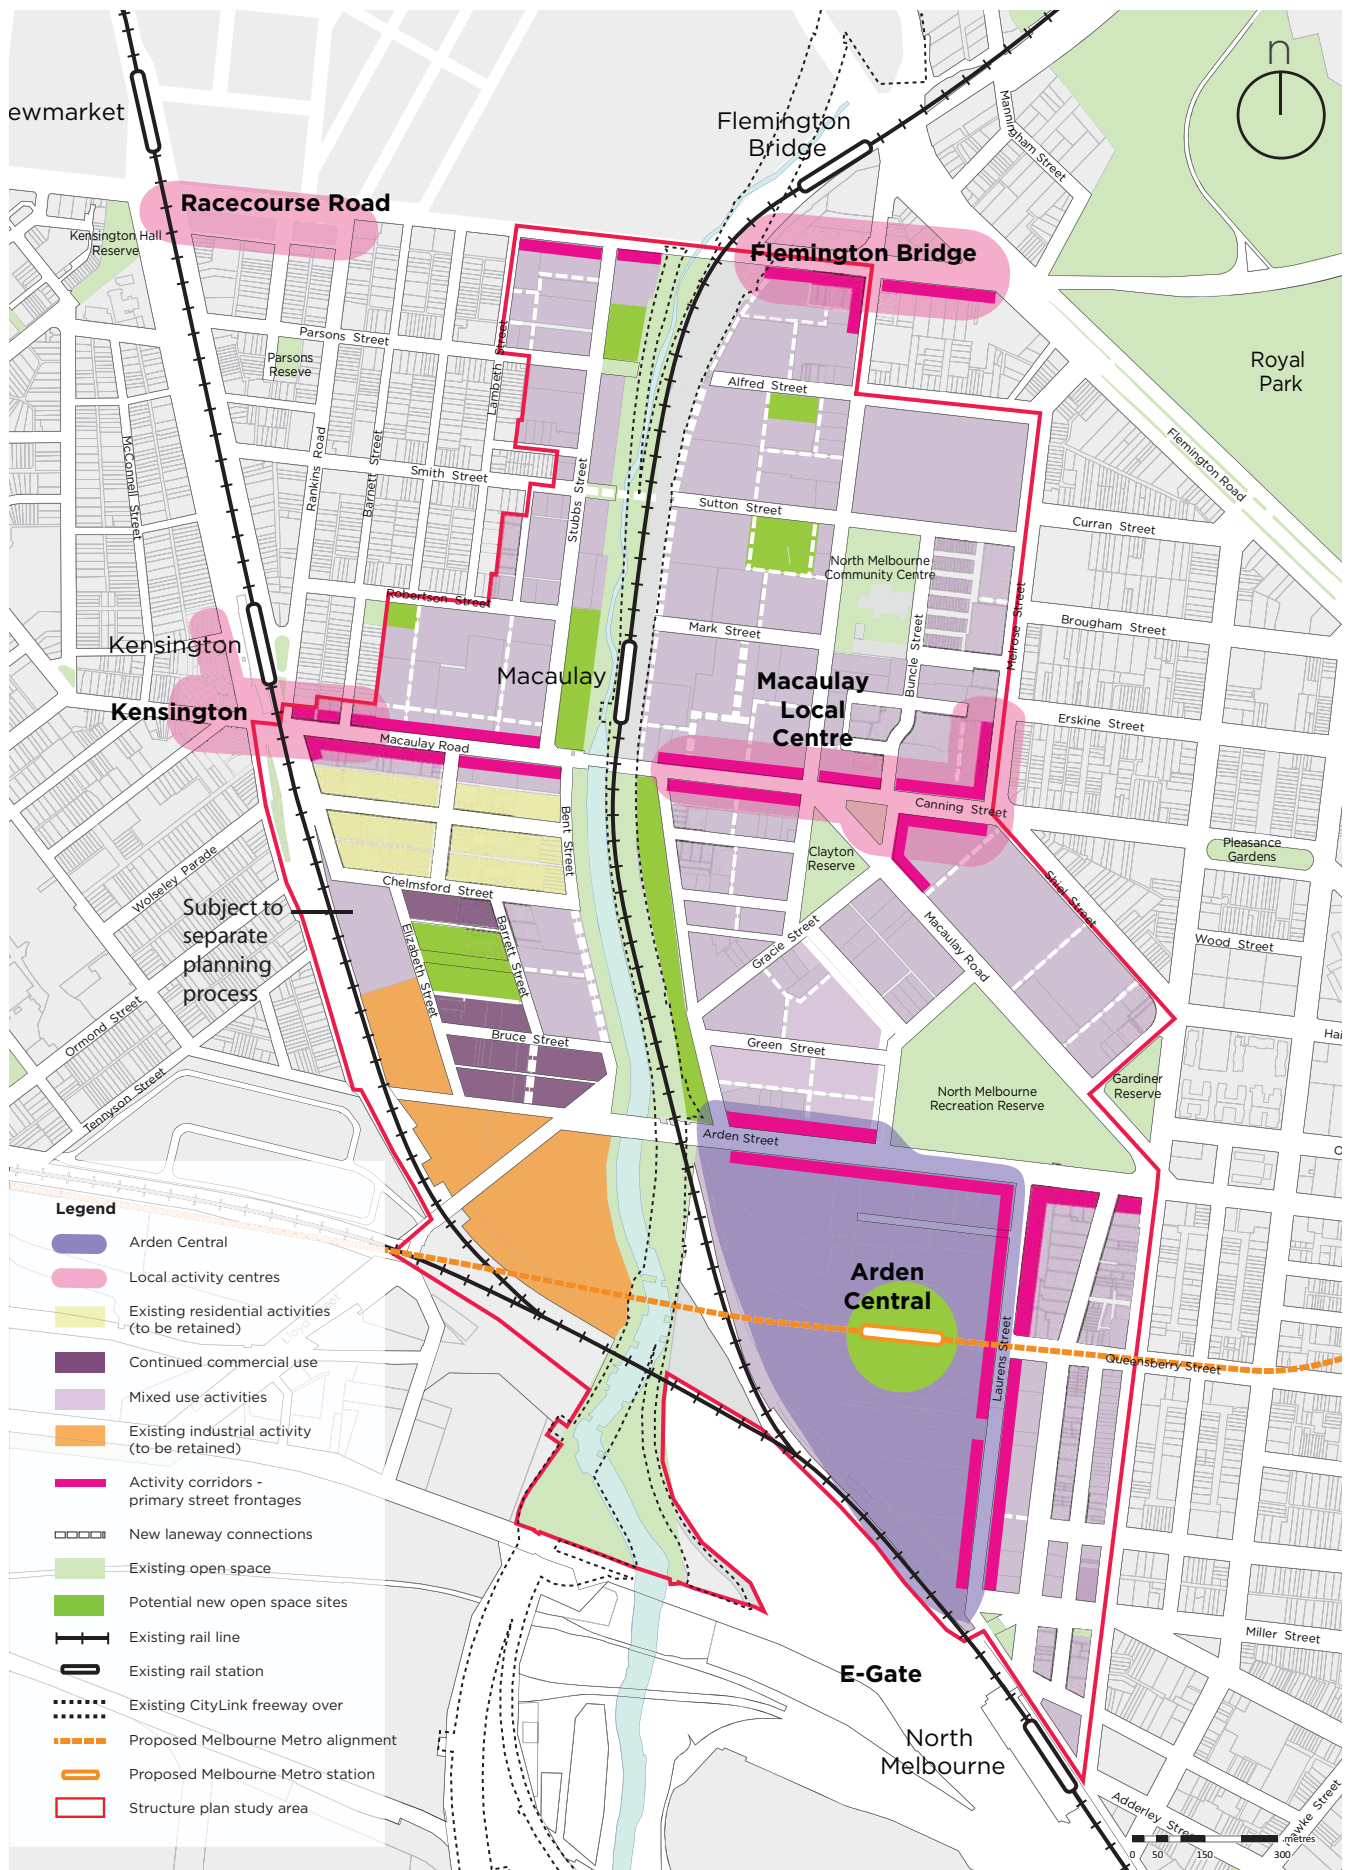 n
ewmarket
Flemington
Bridge
Manningham Street
Racecourse Road
Kensington Hall
Reserve
Flemington Bridge
Parsons Street
Parsons
Reseve
Lambeth Street
Royal
Park
Alfred Street
McConnell Street
Rankins Road
Barnett Street
Smith Street
Stubbs Street
Flemington Road
Sutton Street
Curran Street
North Melbourne
Community Centre
Robertson Street
Mark Street
Buncle Street
Melrose Street
Brougham Street
Kensington
Macaulay
Kensington
Macaulay
Local
Centre
Erskine Street
Macaulay Road
Canning Street
Bent Street
Clayton
Reserve
Pleasance
Gardens
Wolseley Parade
Chelmsford Street
Shiel Street
Subject to
separate
planning
process
Elizabeth Street
Barrett Street
Gracie Street
Macaulay Road
Wood Street
Ormond Street
Bruce Street
Green Street
Hai
Tennyson Street
North Melbourne
Recreation Reserve
Gardiner
Reserve
Arden Street
O
Arden
Central
Laurens Street
Queensberry Street
Legend
Arden Central
Local activity centres
Existing residential activities
(to be retained)
Continued commercial use
Mixed use activities
Existing industrial activity
(to be retained)
Activity corridors -
primary street frontages
New laneway connections
Existing open space
Potential new open space sites
Existing rail line
Existing rail station
Existing CityLink freeway over
Proposed Melbourne Metro alignment
Proposed Melbourne Metro station
Structure plan study area
Miller Street
E-Gate
North
Melbourne
Adderley Stre
awke Street
metres
0 50 150 300